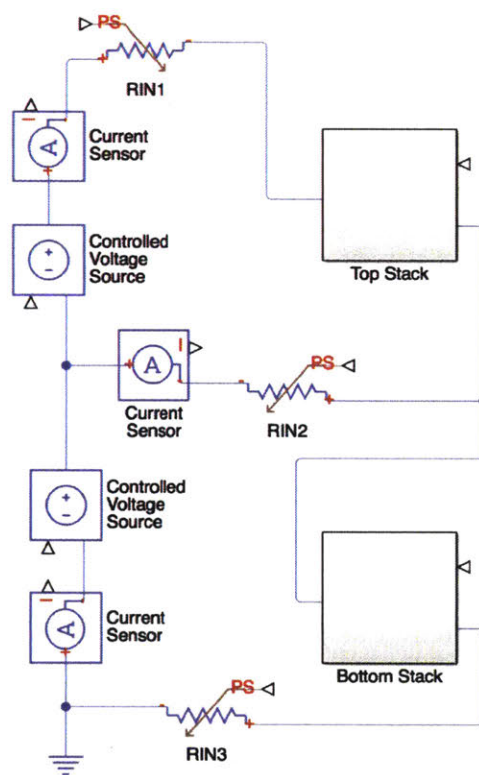 PS
RIN1
I
Current
Sensor
A
Controlled
Voltage
Source
Top Stack
A
I
Current
Sensor
PS
RIN2
Controlled
Voltage
Source
I
Current
Sensor
A
Bottom Stack
PS
RIN3